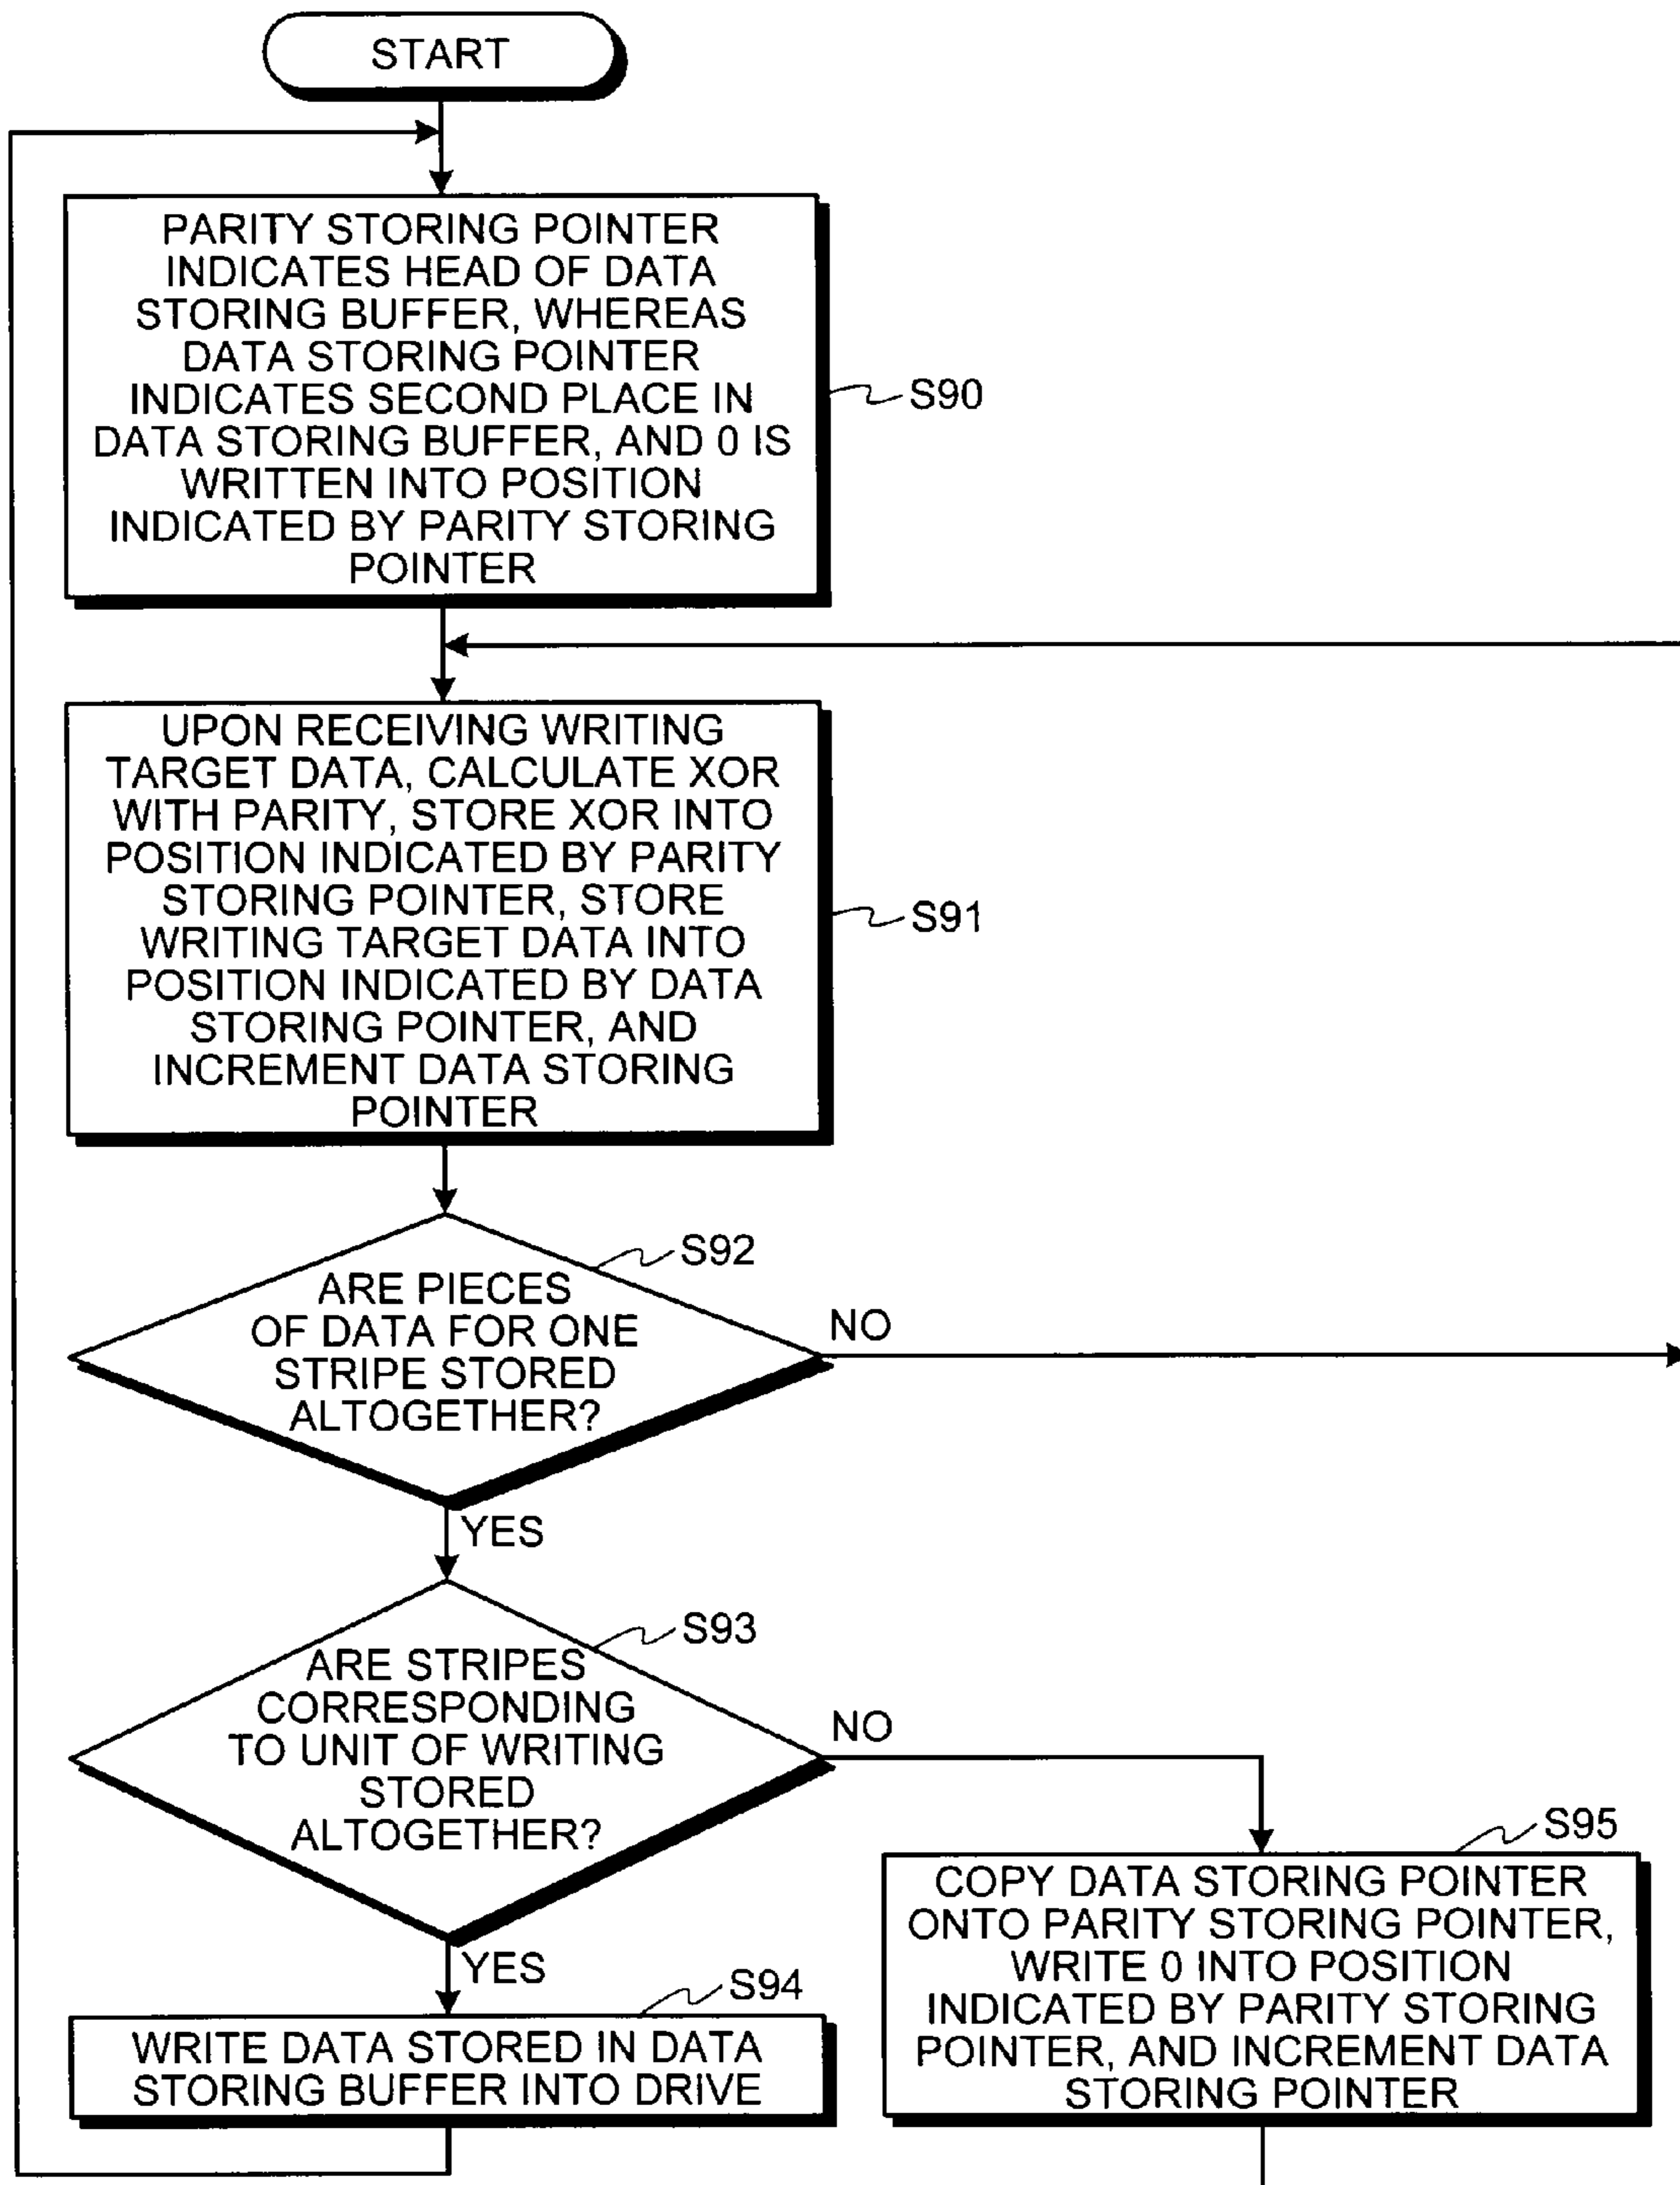 START
PARITY STORING POINTER
INDICATES HEAD OF DATA
STORING BUFFER, WHEREAS
DATA STORING POINTER
INDICATES SECOND PLACE IN
DATA STORING BUFFER, AND 0 IS
WRITTEN INTO POSITION
INDICATED BY PARITY STORING
POINTER
S90
UPON RECEIVING WRITING
TARGET DATA, CALCULATE XOR
WITH PARITY, STORE XOR INTO
POSITION INDICATED BY PARITY
STORING POINTER, STORE
WRITING TARGET DATA INTO
POSITION INDICATED BY DATA
STORING POINTER, AND
INCREMENT DATA STORING
POINTER
S91
S92
ARE PIECES
OF DATA FOR ONE
STRIPE STORED
ALTOGETHER?
NO
YES
S93
ARE STRIPES
CORRESPONDING
TO UNIT OF WRITING
STORED
ALTOGETHER?
NO
YES
S94
WRITE DATA STORED IN DATA
STORING BUFFER INTO DRIVE
S95
COPY DATA STORING POINTER
ONTO PARITY STORING POINTER,
WRITE 0 INTO POSITION
INDICATED BY PARITY STORING
POINTER, AND INCREMENT DATA
STORING POINTER